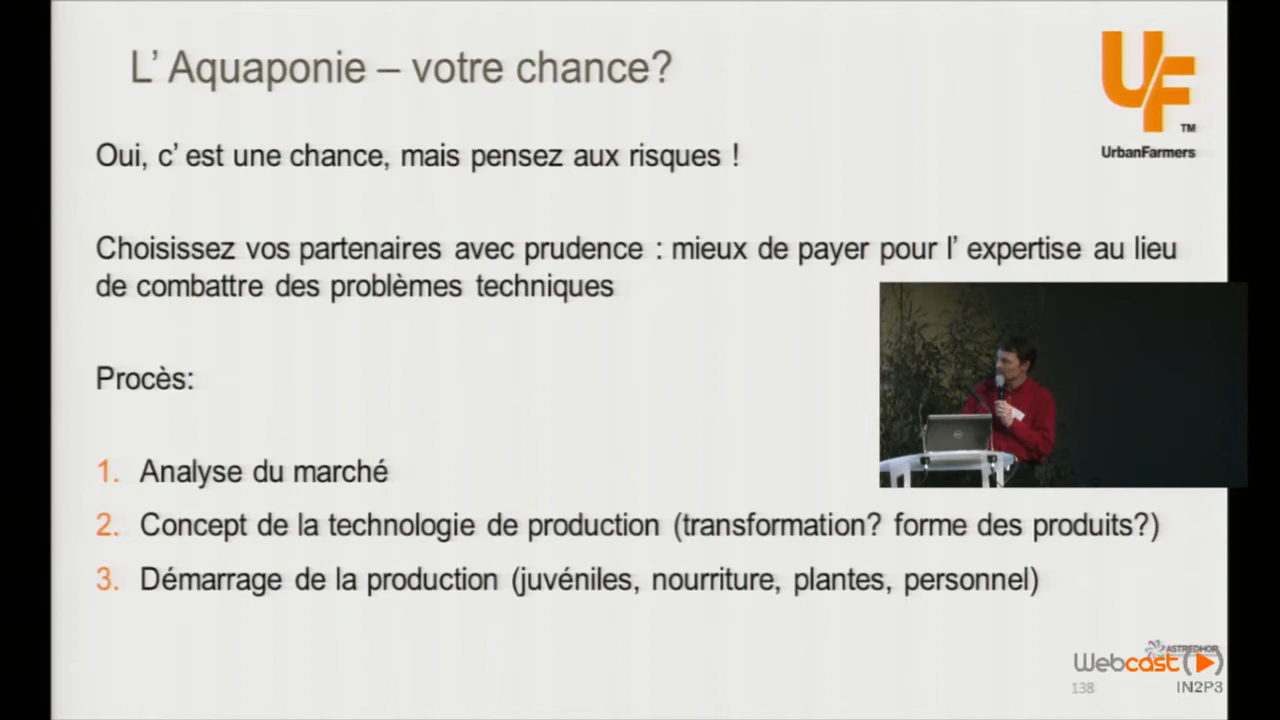 L’ Aquaponie – votre chance?
UF
TM
UrbanFarmers
Oui, c’ est une chance, mais pensez aux risques !
Choisissez vos partenaires avec prudence : mieux de payer pour l’ expertise au lieu
de combattre des problèmes techniques
Procès:
1. Analyse du marché
2. Concept de la technologie de production (transformation? forme des produits?)
3. Démarrage de la production (juvéniles, nourriture, plantes, personnel)
ASTREDHOR
Webcast
138
IN2P3